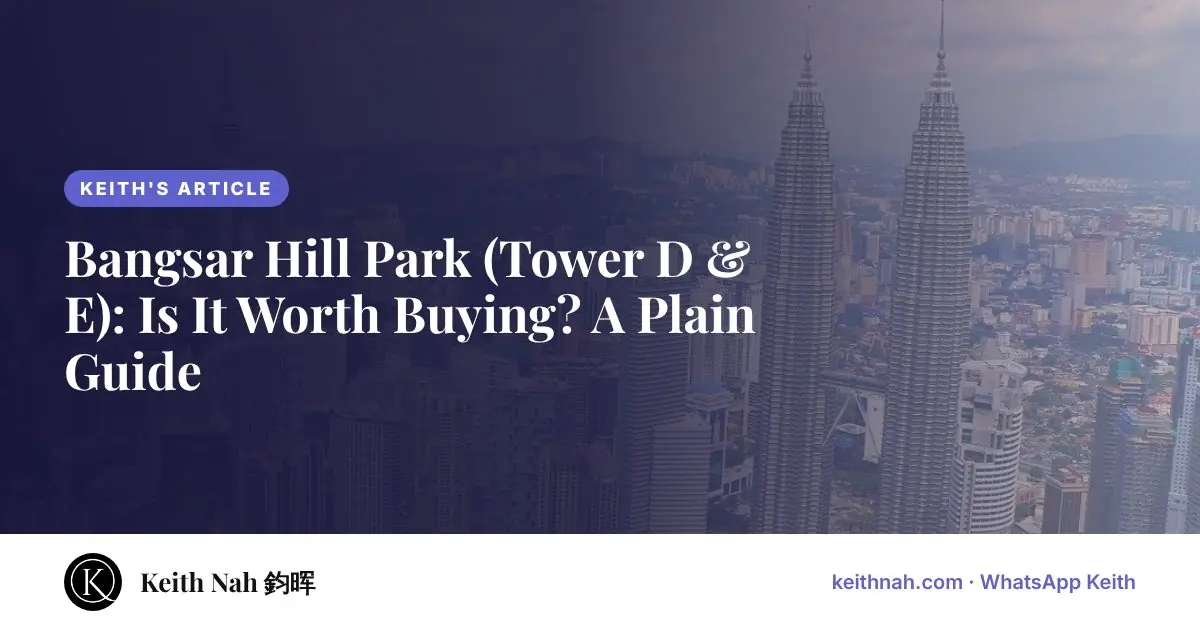 KEITH'S ARTICLE
Bangsar Hill Park (Tower D &
E): Is It Worth Buying? A Plain
Guide
K
Keith Nah 鈞晖
keithnah.com · WhatsApp Keith